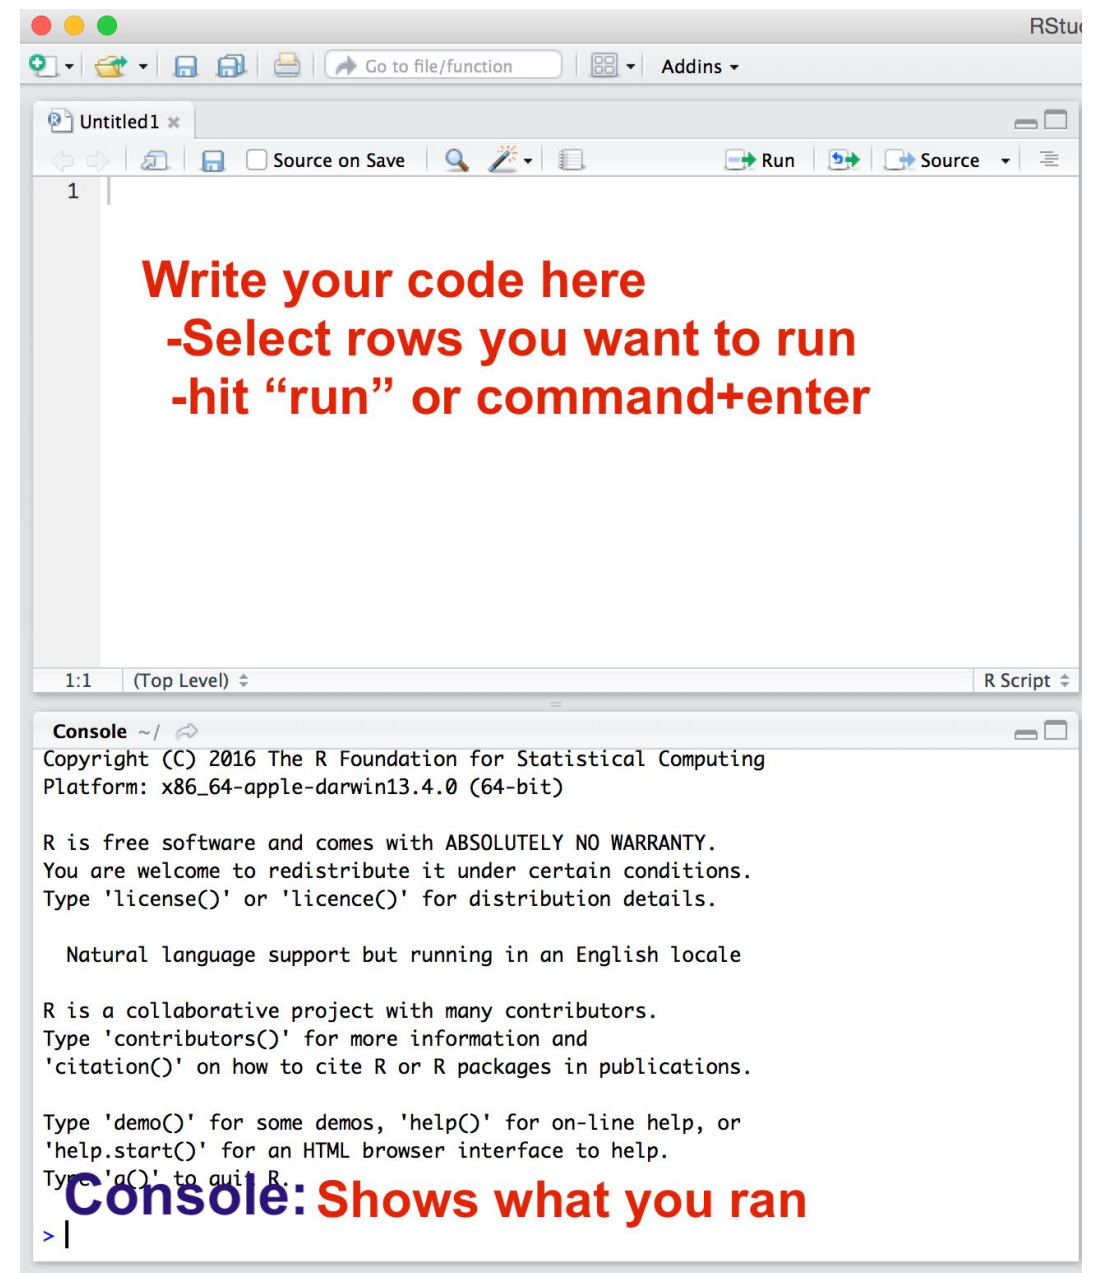 RStu
Go to file/function
Addins
Untitled1
Source on Save
Run
Source
1
Write your code here
-Select rows you want to run
-hit “run” or command+enter
1:1 (Top Level) R Script
Console ~/
Copyright (C) 2016 The R Foundation for Statistical Computing
Platform: x86_64-apple-darwin13.4.0 (64-bit)
R is free software and comes with ABSOLUTELY NO WARRANTY.
You are welcome to redistribute it under certain conditions.
Type 'license()' or 'licence()' for distribution details.
Natural language support but running in an English locale
R is a collaborative project with many contributors.
Type 'contributors()' for more information and
'citation()' on how to cite R or R packages in publications.
Type 'demo()' for some demos, 'help()' for on-line help, or
'help.start()' for an HTML browser interface to help.
Type 'q()' to quit R.
Console: Shows what you ran
>